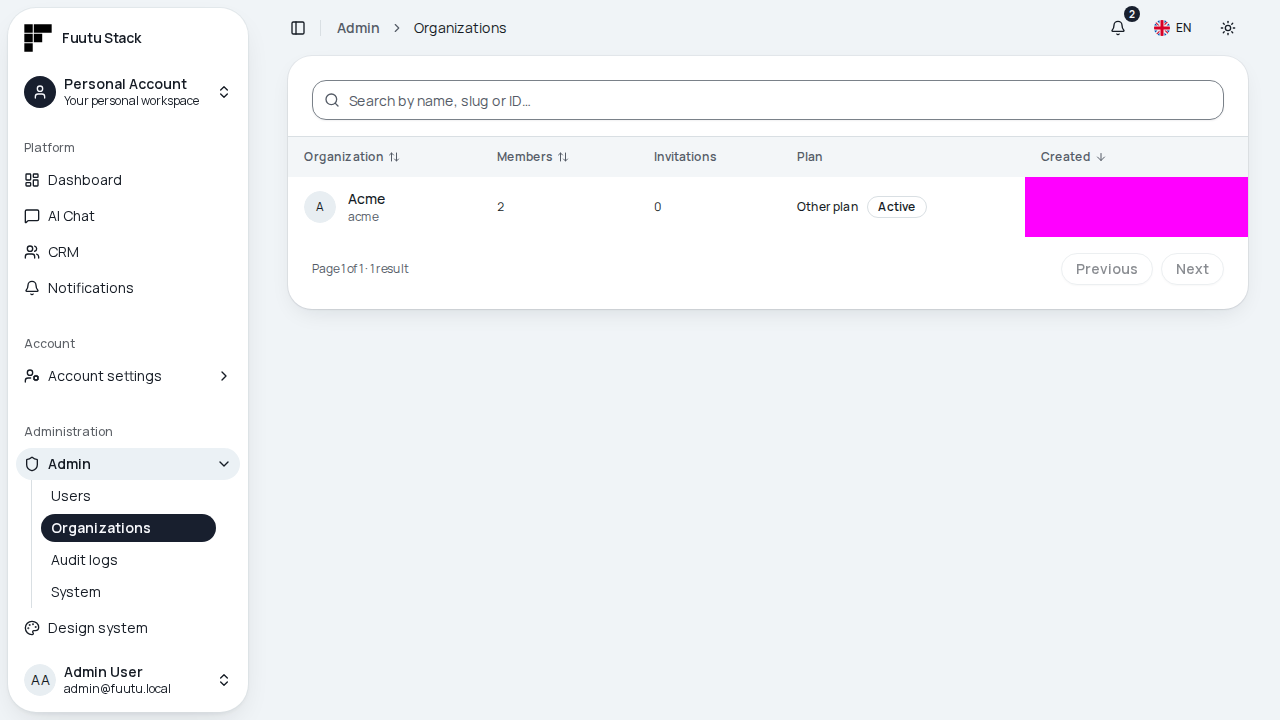 Fuutu Stack
Personal Account
Your personal workspace
Platform
Dashboard
AI Chat
CRM
Notifications
Account
Account settings
Administration
Admin
Users
Organizations
Audit logs
System
Design system
AA
Admin User
admin@fuutu.local
Admin
Organizations
2
EN
Search by name, slug or ID...
Organization Members Invitations Plan Created
A
Acme
acme
2
0
Other plan
Active
Page 1 of 1 · 1 result
Previous
Next